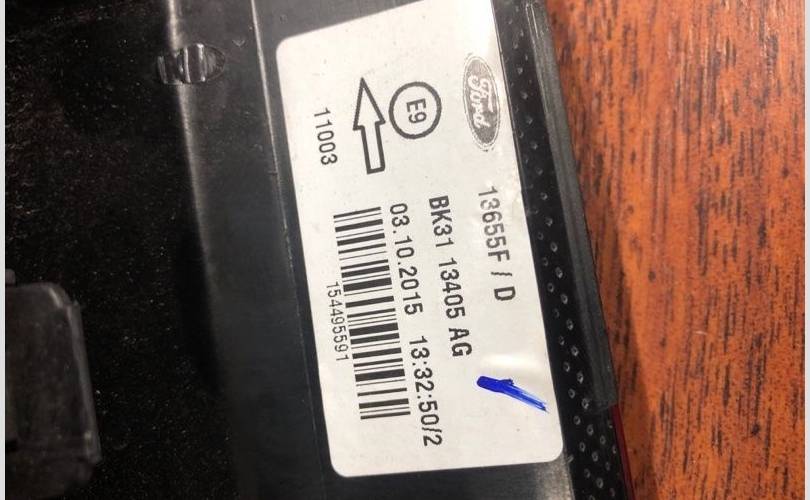 Ford
13655F / D
E9
BK31 13405 AG
03.10.2015 13:32:50/2
11003
154495591